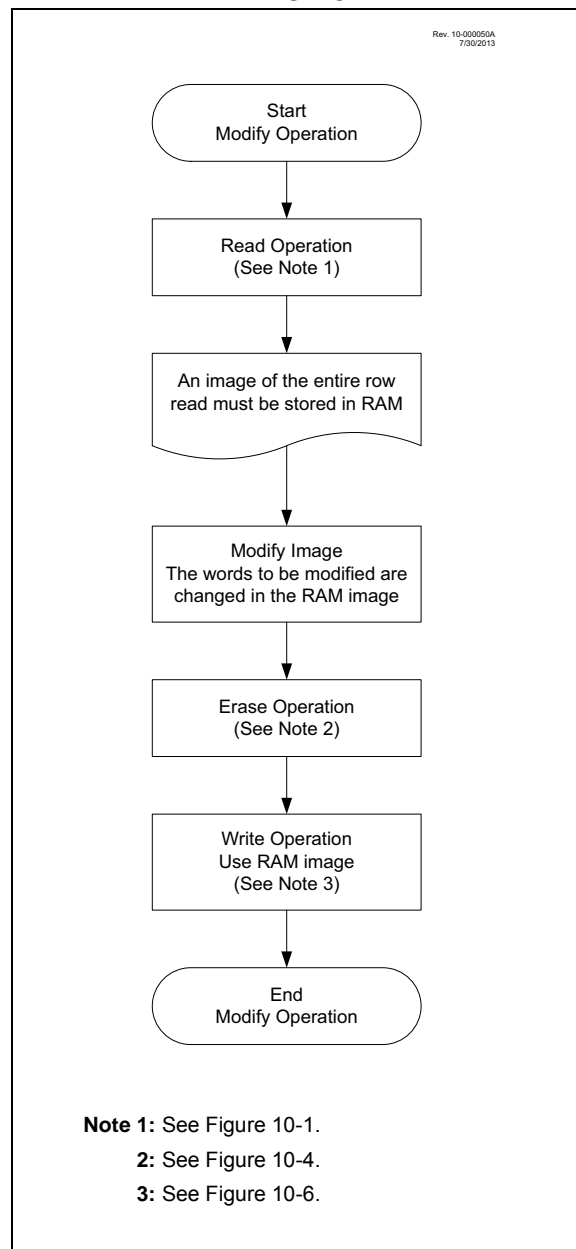 Rev. 10-000050A
7/30/2013
Start
Modify Operation
Read Operation
(See Note 1)
An image of the entire row
read must be stored in RAM
Modify Image
The words to be modified are
changed in the RAM image
Erase Operation
(See Note 2)
Write Operation
Use RAM image
(See Note 3)
End
Modify Operation
Note 1: See Figure 10-1.
2: See Figure 10-4.
3: See Figure 10-6.